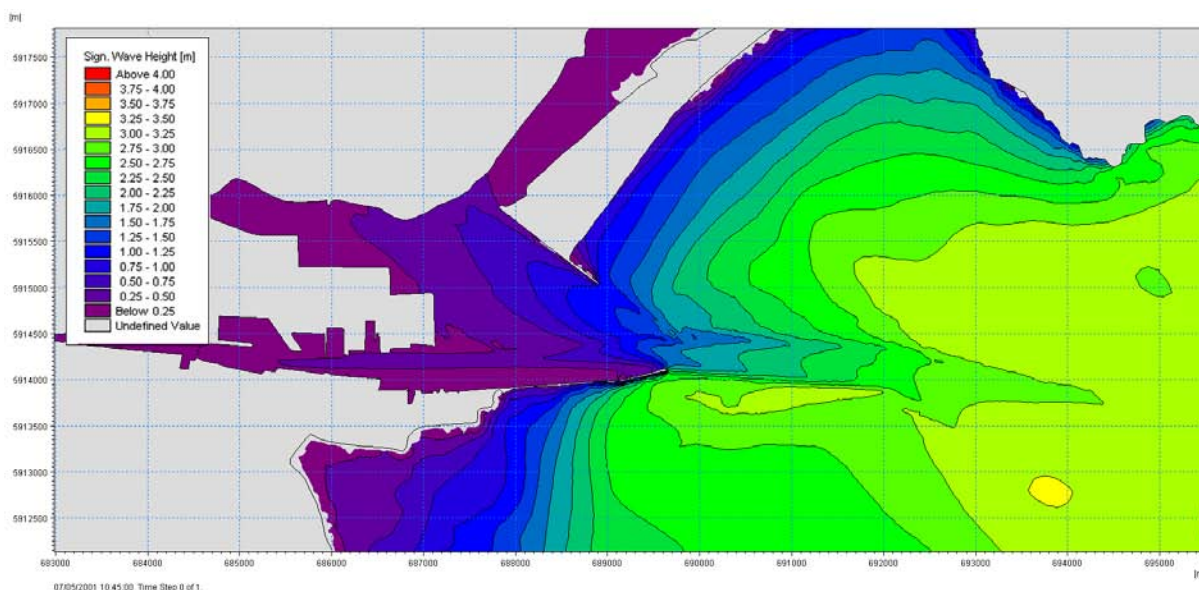 [m]
5917500
5917000
5916500
5916000
5915500
5915000
5914500
5914000
5913500
5913000
5912500
Sign. Wave Height [m]
Above 4.00
3.75 - 4.00
3.50 - 3.75
3.25 - 3.50
3.00 - 3.25
2.75 - 3.00
2.50 - 2.75
2.25 - 2.50
2.00 - 2.25
1.75 - 2.00
1.50 - 1.75
1.25 - 1.50
1.00 - 1.25
0.75 - 1.00
0.50 - 0.75
0.25 - 0.50
Below 0.25
Undefined Value
683000 684000 685000 686000 687000 688000 689000 690000 691000 692000 693000 694000 695000
07/05/2001 10:45:00 Time Step 0 of 1